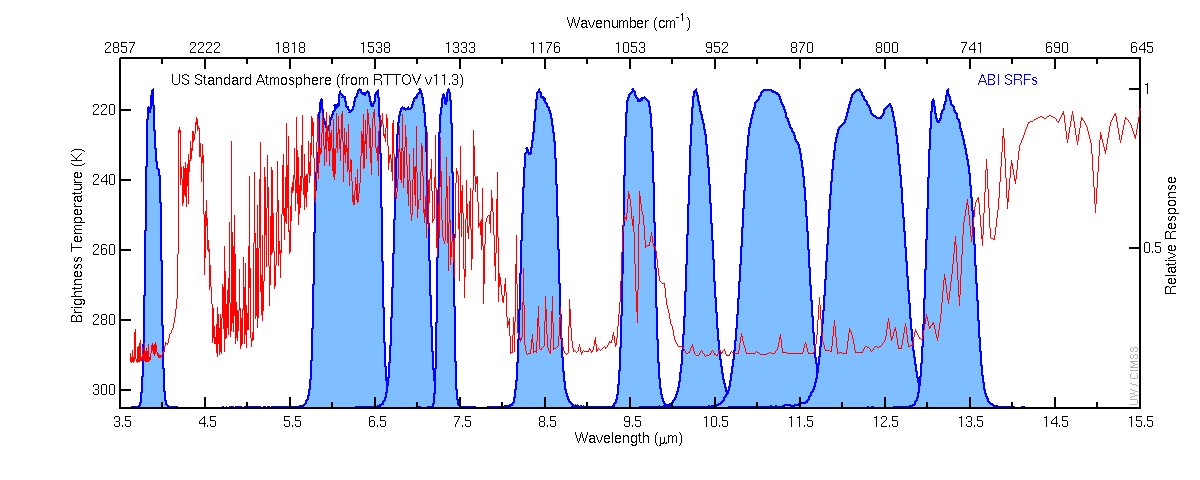 Wavenumber (cm-1)
2857 2222 1818 1538 1333 1176 1053 952 870 800 741 690 645
US Standard Atmosphere (from RTTOV v11.3)
ABI SRFs
220
240
260
280
300
Brightness Temperature (K)
1
0.5
Relative Response
UW / CIMSS
3.5 4.5 5.5 6.5 7.5 8.5 9.5 10.5 11.5 12.5 13.5 14.5 15.5
Wavelength (μm)